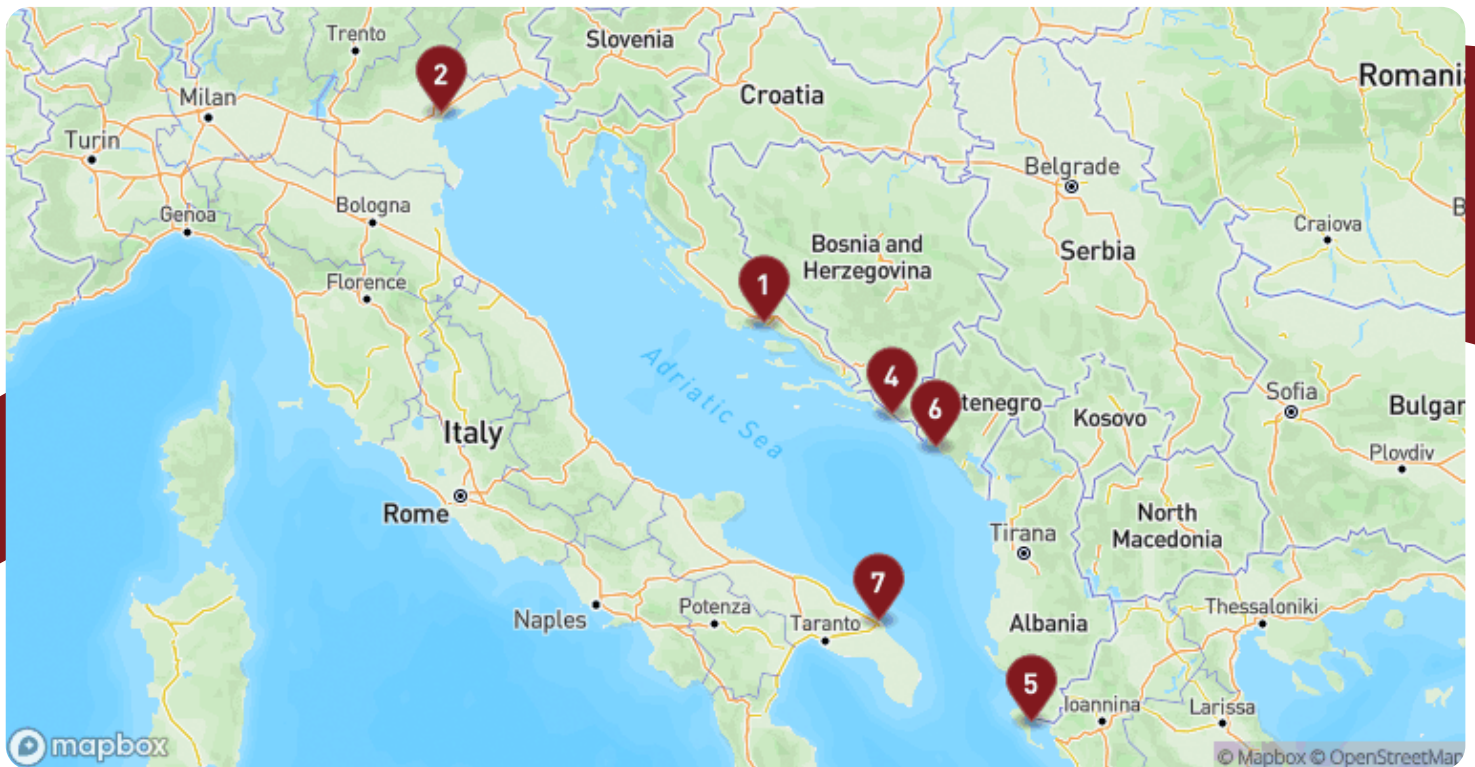 Trento
Slovenia
2
Romani
Milan
Croatia
Turin
Belgrade
Bologna
Genoa
B
Craiova
Bosnia and
Herzegovina
Serbia
Florence
1
Adriatic Sea
4
6
tenegro
Sofia
Kosovo
Bulgar
Italy
Plovdiv
Rome
North
Macedonia
Tirana
7
Naples
Potenza
Taranto
Albania
Thessaloniki
5
Ioannina
Larissa
mapbox
© Mapbox © OpenStreetMap